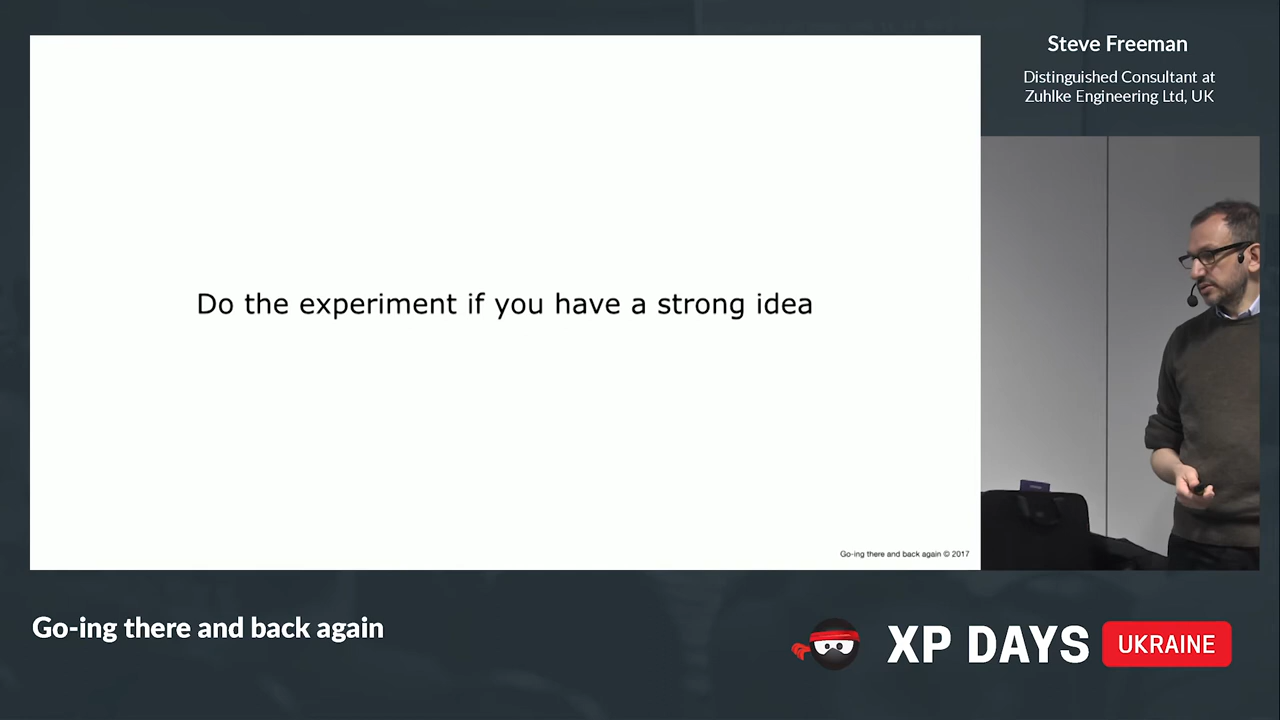 Steve Freeman
Distinguished Consultant at
Zuhlke Engineering Ltd, UK
Do the experiment if you have a strong idea
Go-ing there and back again © 2017
Go-ing there and back again
XP DAYS UKRAINE